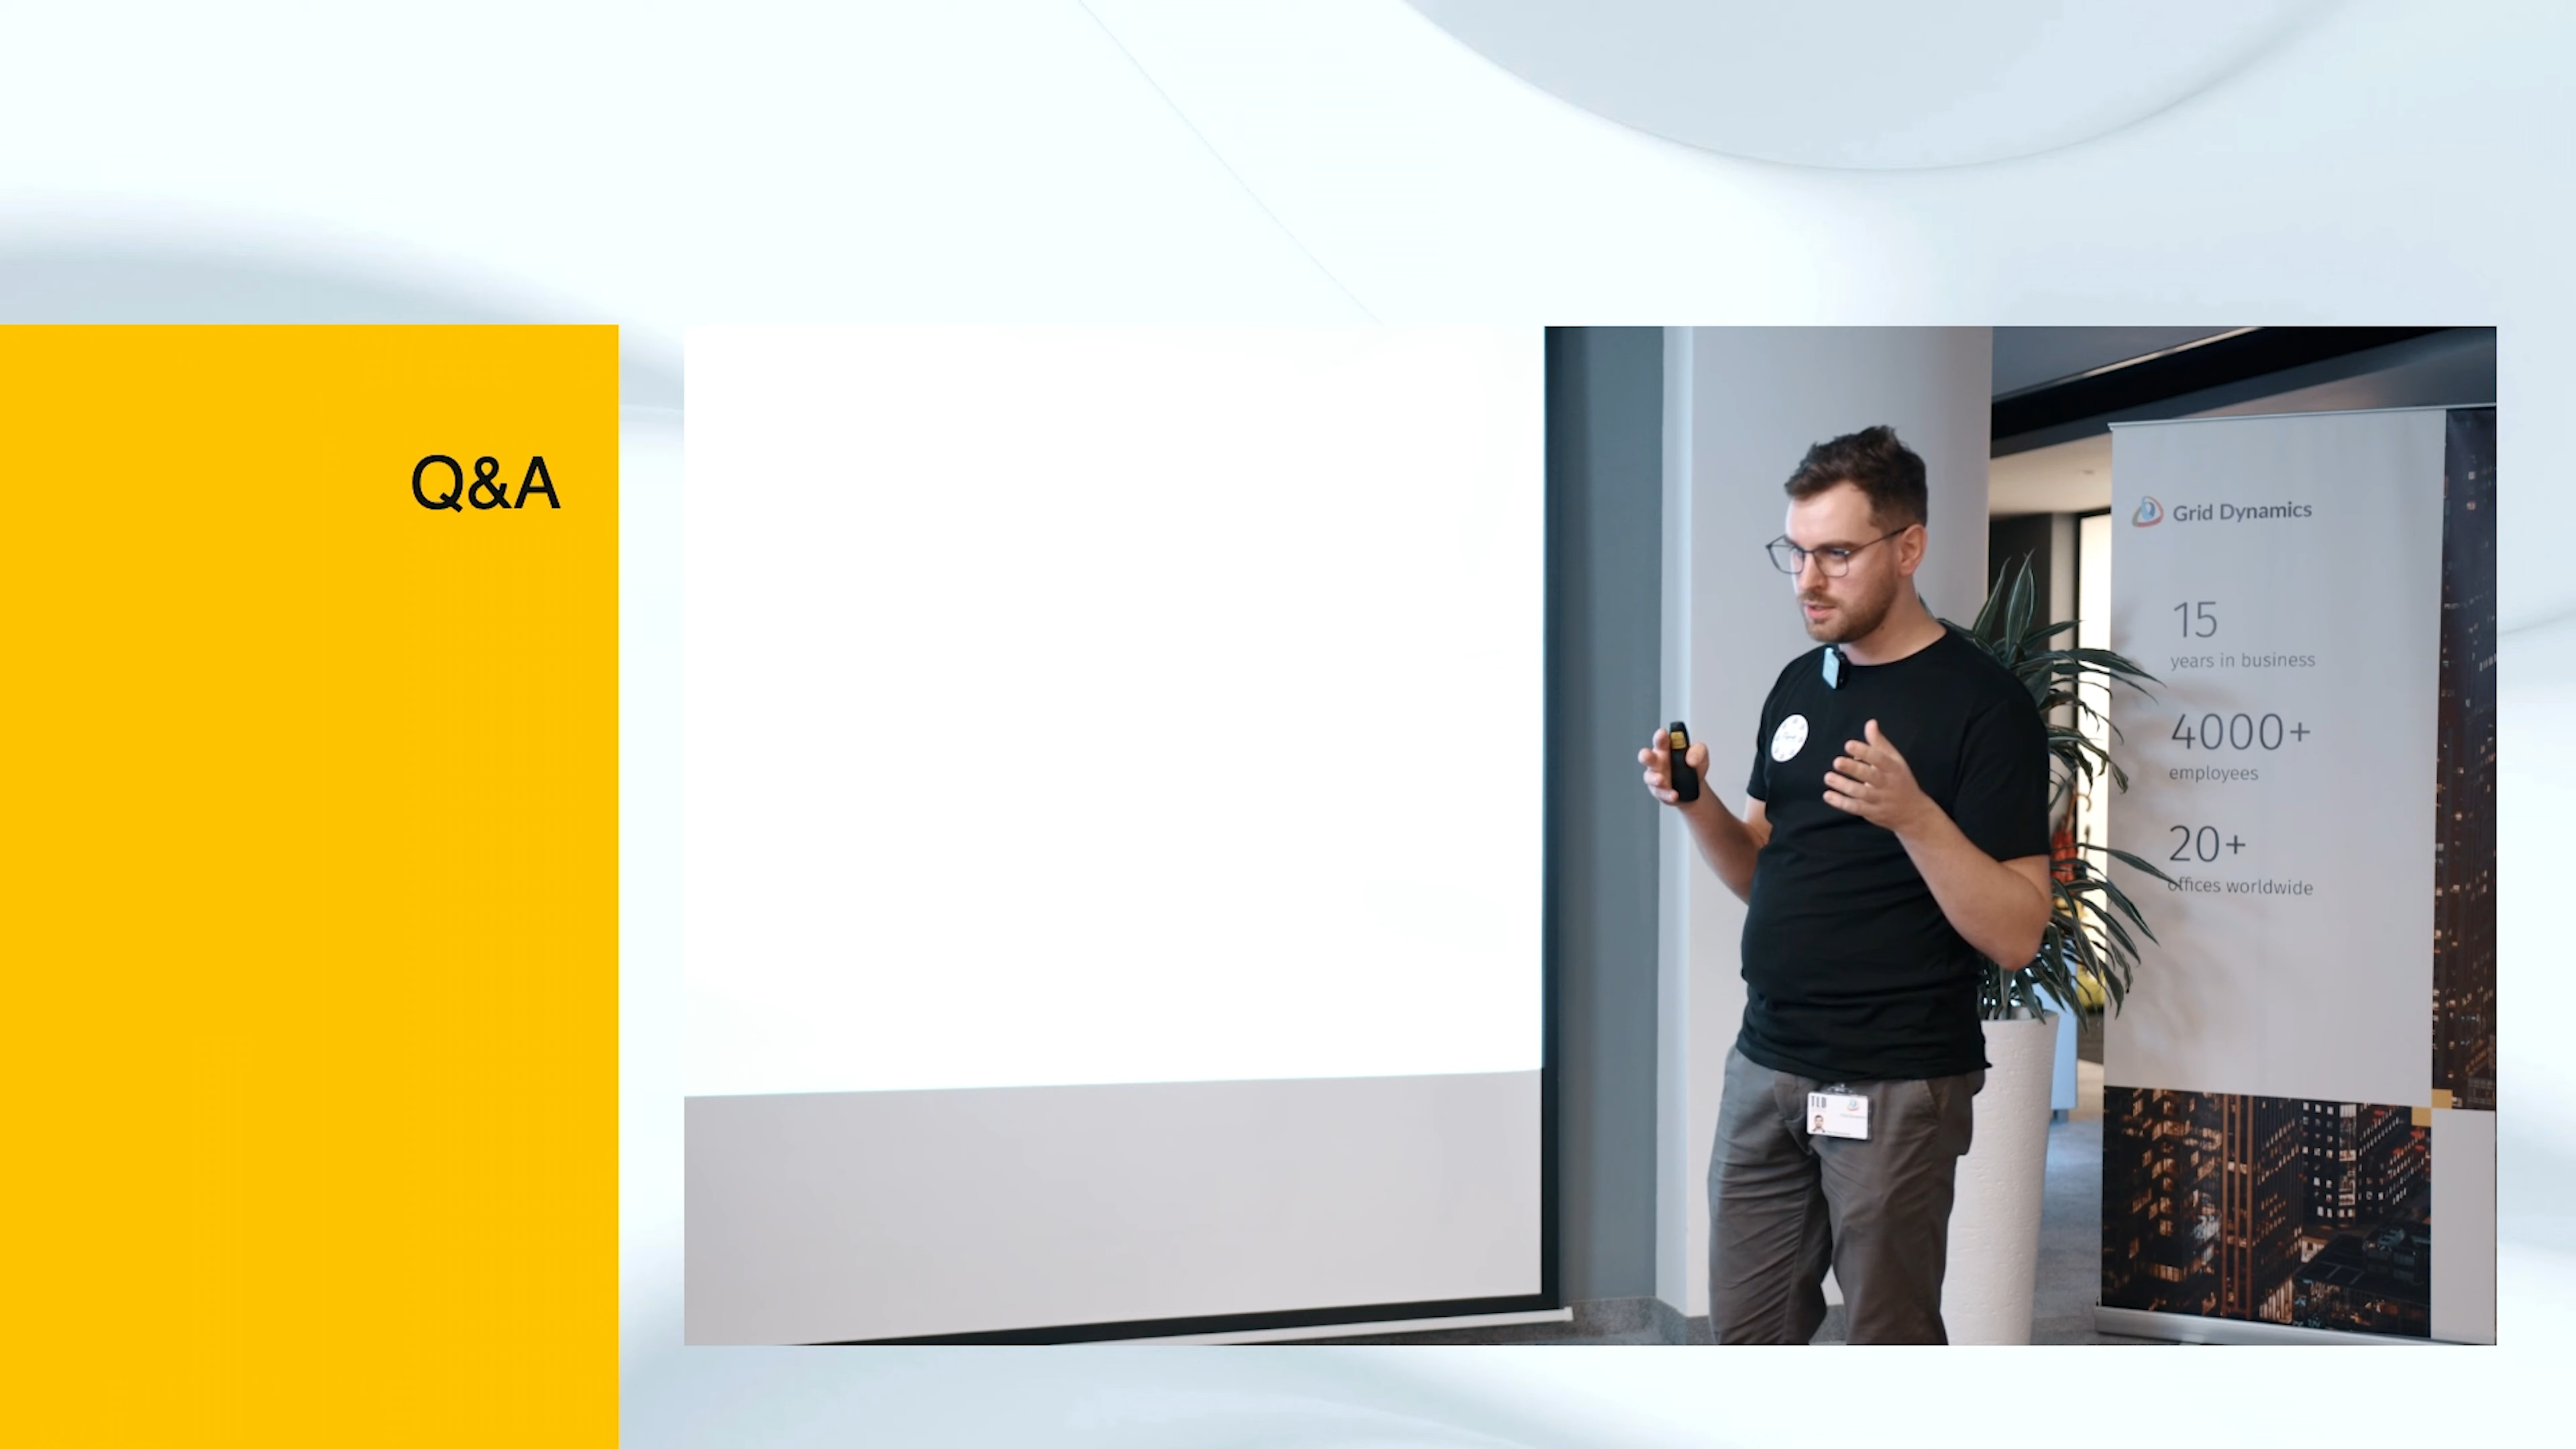 Q&A
Grid Dynamics
15
years in business
4000+
employees
20+
offices worldwide